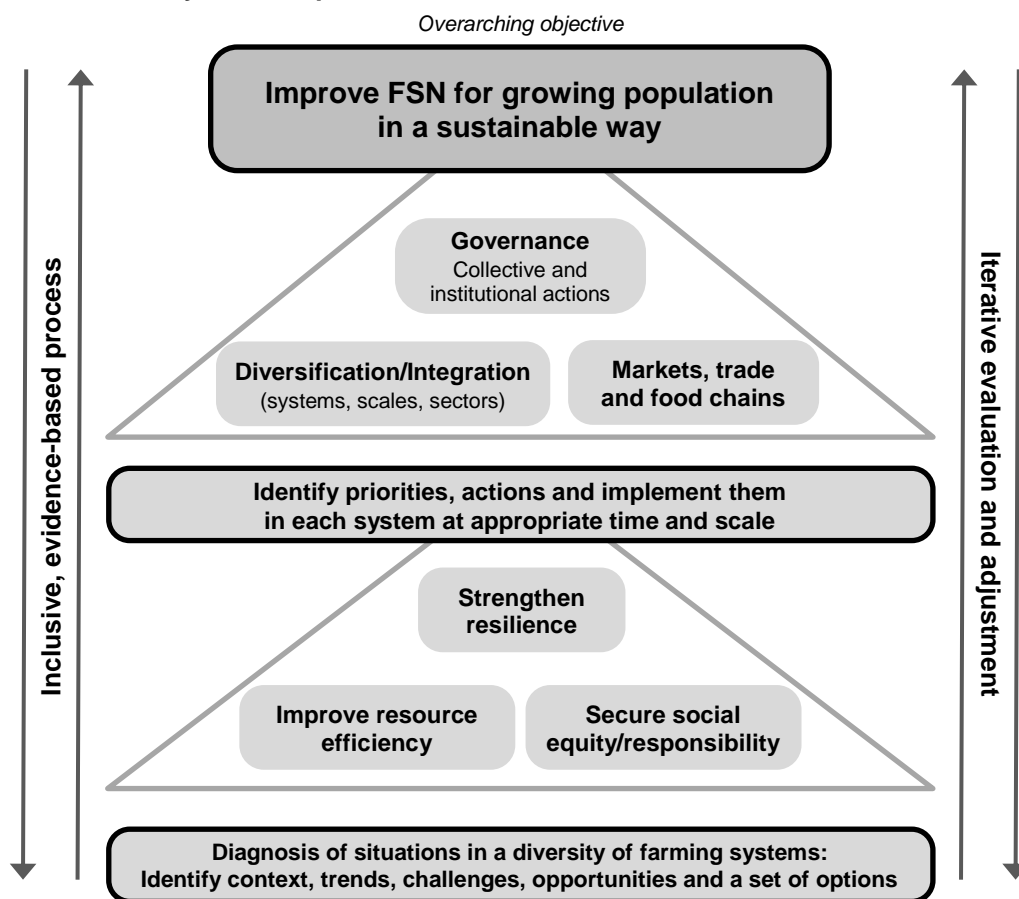 Overarching objective
Improve FSN for growing population
in a sustainable way
Governance
Collective and
institutional actions
Diversification/Integration
(systems, scales, sectors)
Markets, trade
and food chains
Identify priorities, actions and implement them
in each system at appropriate time and scale
Strengthen
resilience
Improve resource
efficiency
Secure social
equity/responsibility
Diagnosis of situations in a diversity of farming systems:
Identify context, trends, challenges, opportunities and a set of options
Inclusive, evidence-based process
Iterative evaluation and adjustment